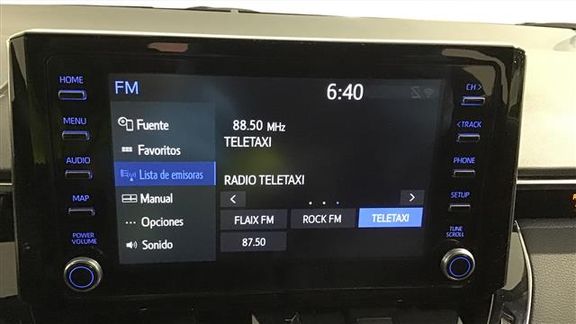 HOME
MENU
AUDIO
MAP
POWER
VOLUME
FM
6:40
Fuente
Favoritos
Lista de emisoras
Manual
Opciones
Sonido
88.50 MHz
TELETAXI
RADIO TELETAXI
FLAIX FM
ROCK FM
TELETAXI
87.50
CH >
< TRACK
PHONE
SETUP
TUNE
SCROLL